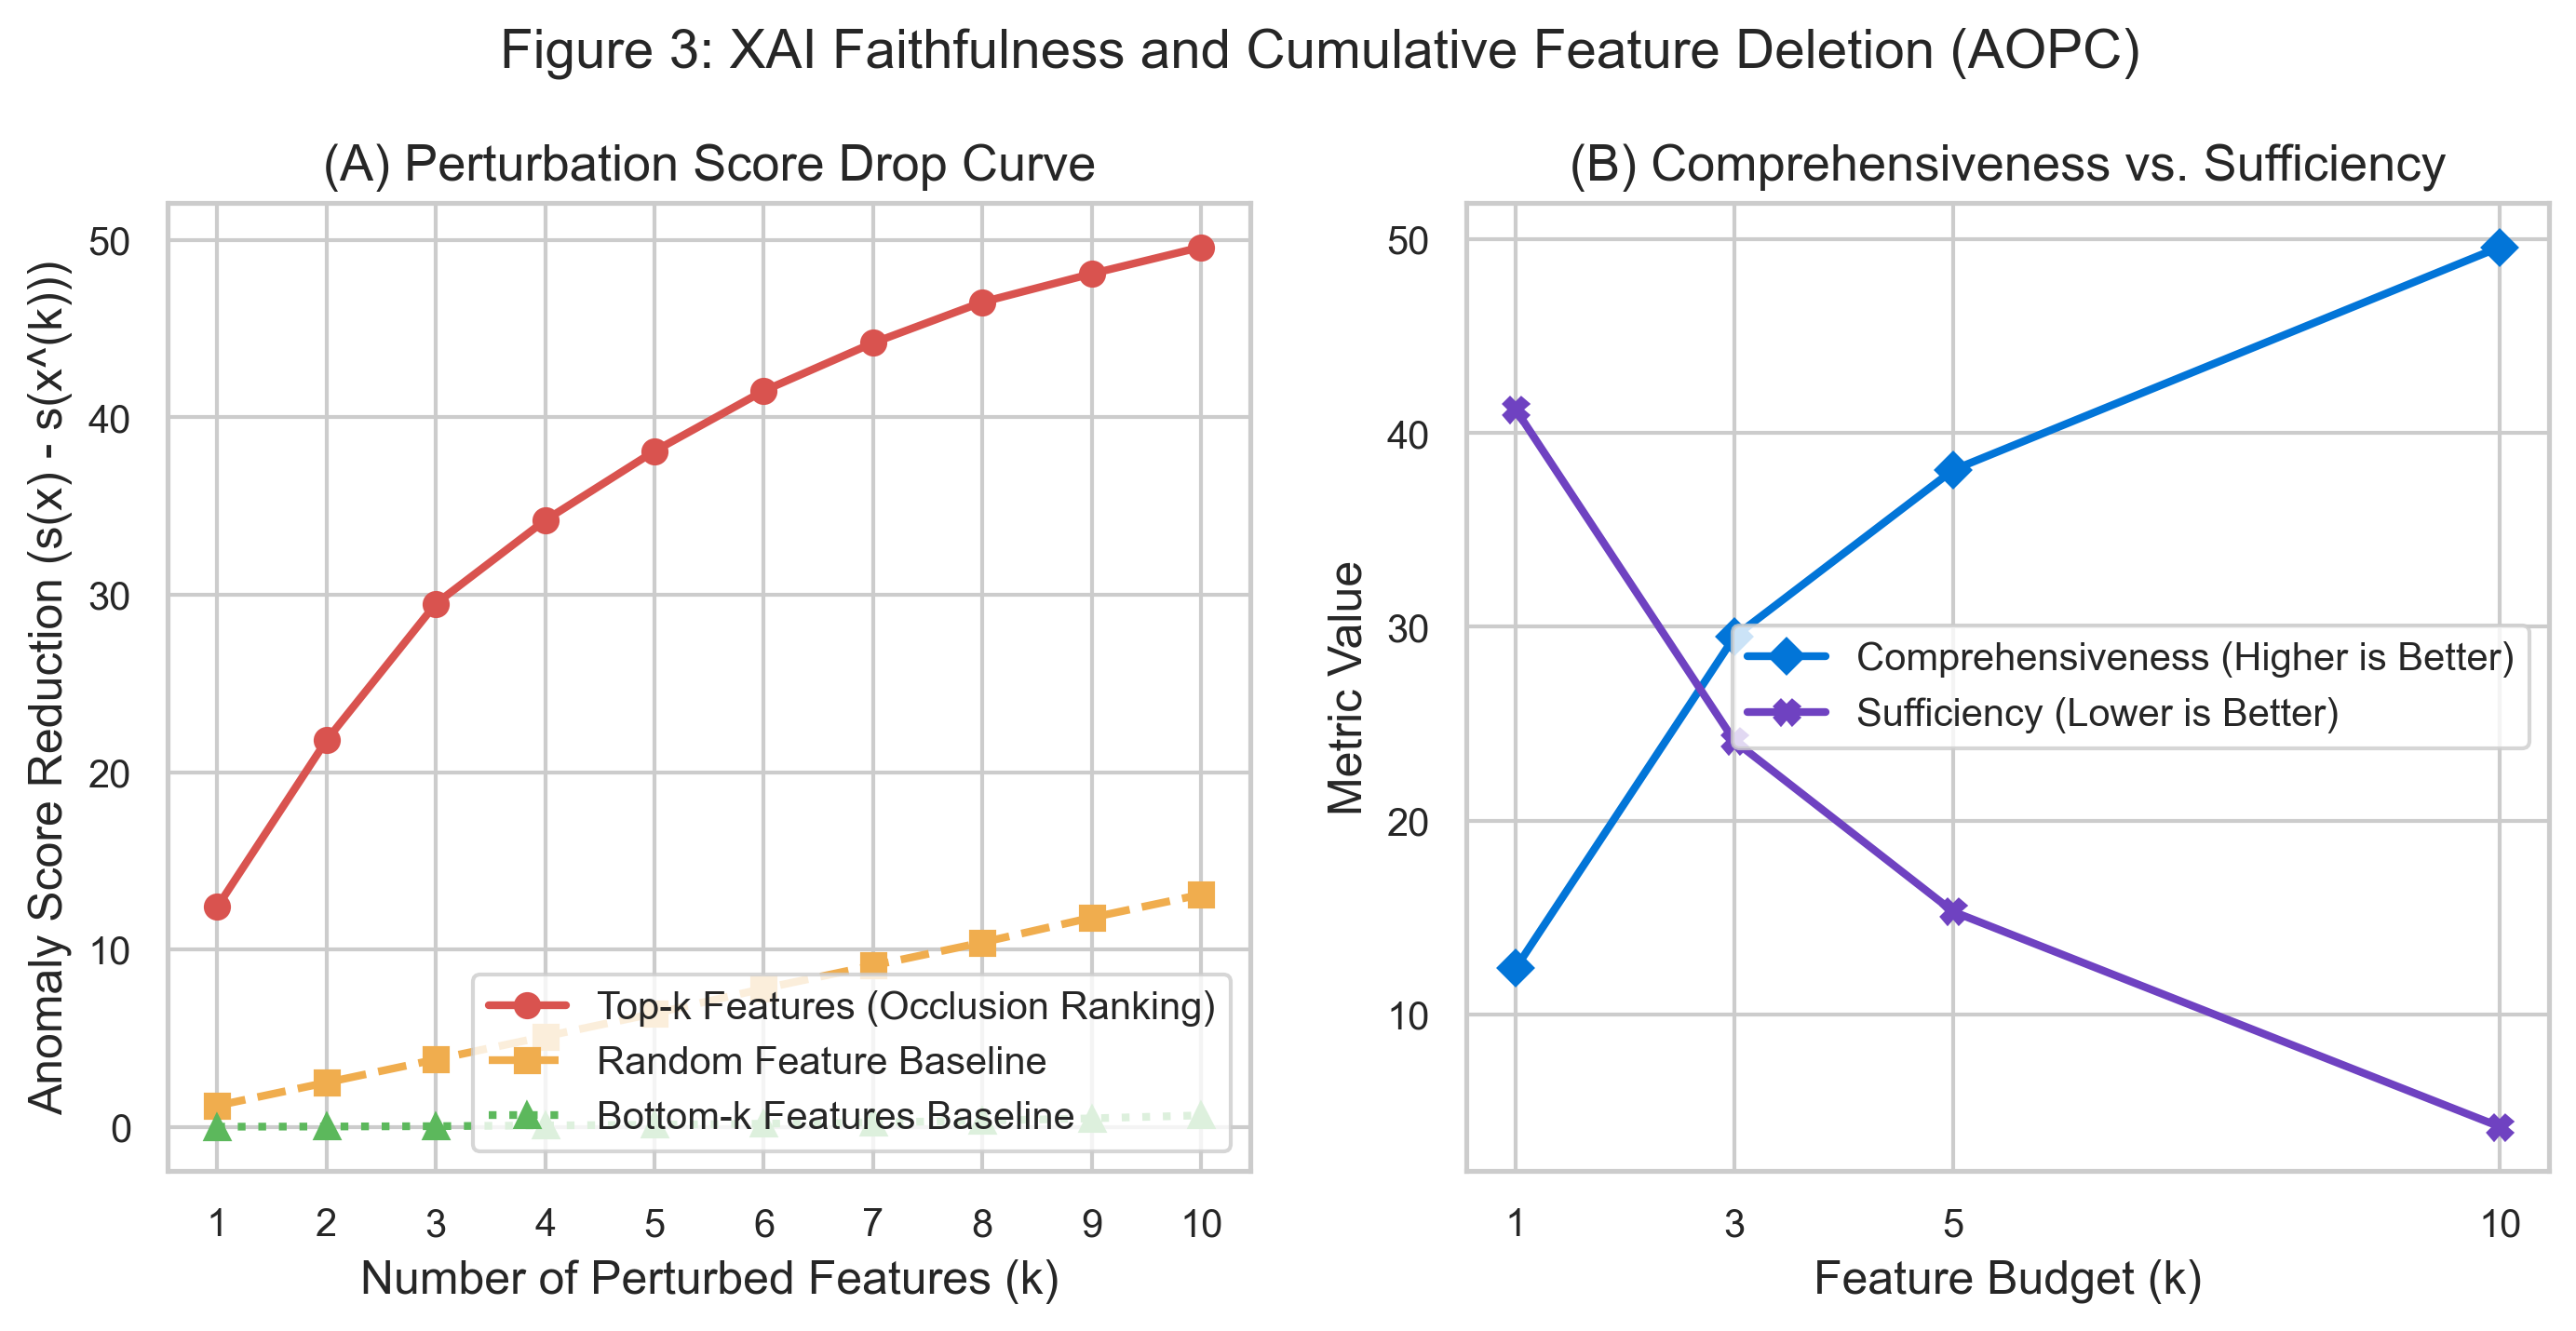 Figure 3: XAI Faithfulness and Cumulative Feature Deletion (AOPC)
(A) Perturbation Score Drop Curve
Anomaly Score Reduction (s(x) - s(x^(k)))
50
40
30
20
10
0
Top-k Features (Occlusion Ranking)
Random Feature Baseline
Bottom-k Features Baseline
1 2 3 4 5 6 7 8 9 10
Number of Perturbed Features (k)
(B) Comprehensiveness vs. Sufficiency
Metric Value
50
40
30
20
10
Comprehensiveness (Higher is Better)
Sufficiency (Lower is Better)
1 3 5 10
Feature Budget (k)